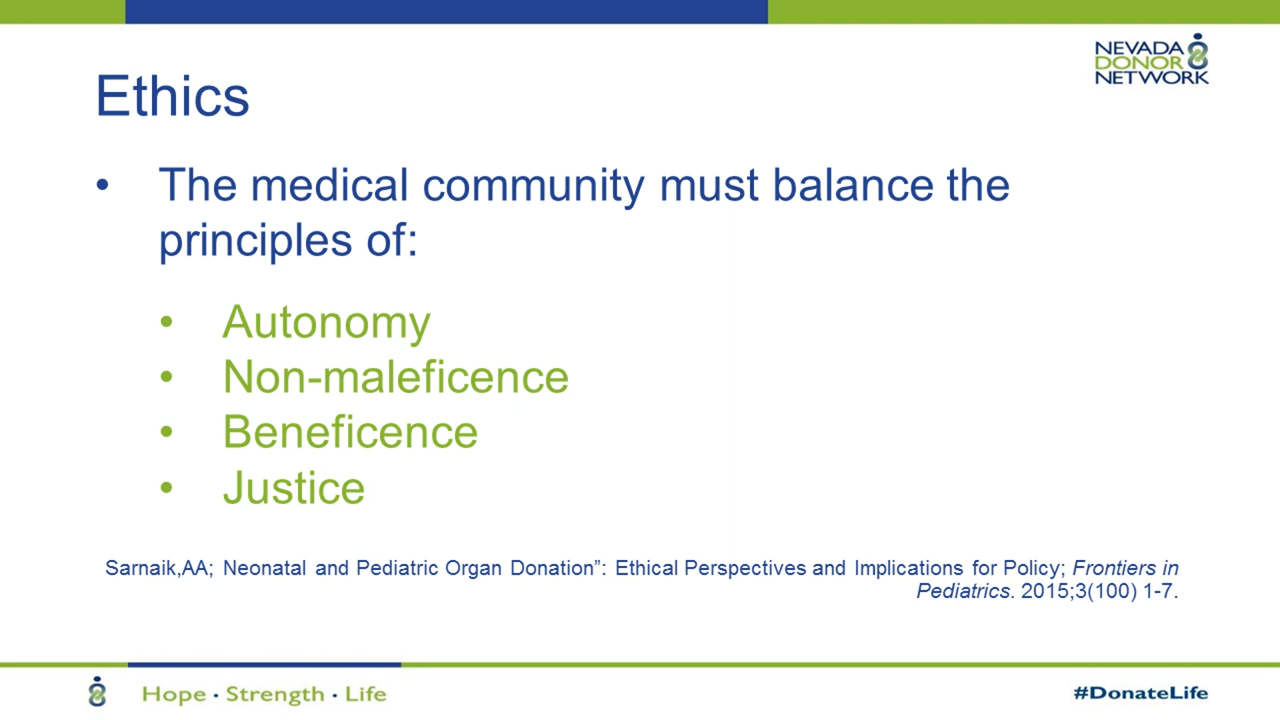 NEVADA
DONOR
NETWORK
Ethics
• The medical community must balance the
principles of:
• Autonomy
• Non-maleficence
• Beneficence
• Justice
Sarnaik,AA; Neonatal and Pediatric Organ Donation”: Ethical Perspectives and Implications for Policy; Frontiers in
Pediatrics. 2015;3(100) 1-7.
Hope · Strength · Life
#DonateLife